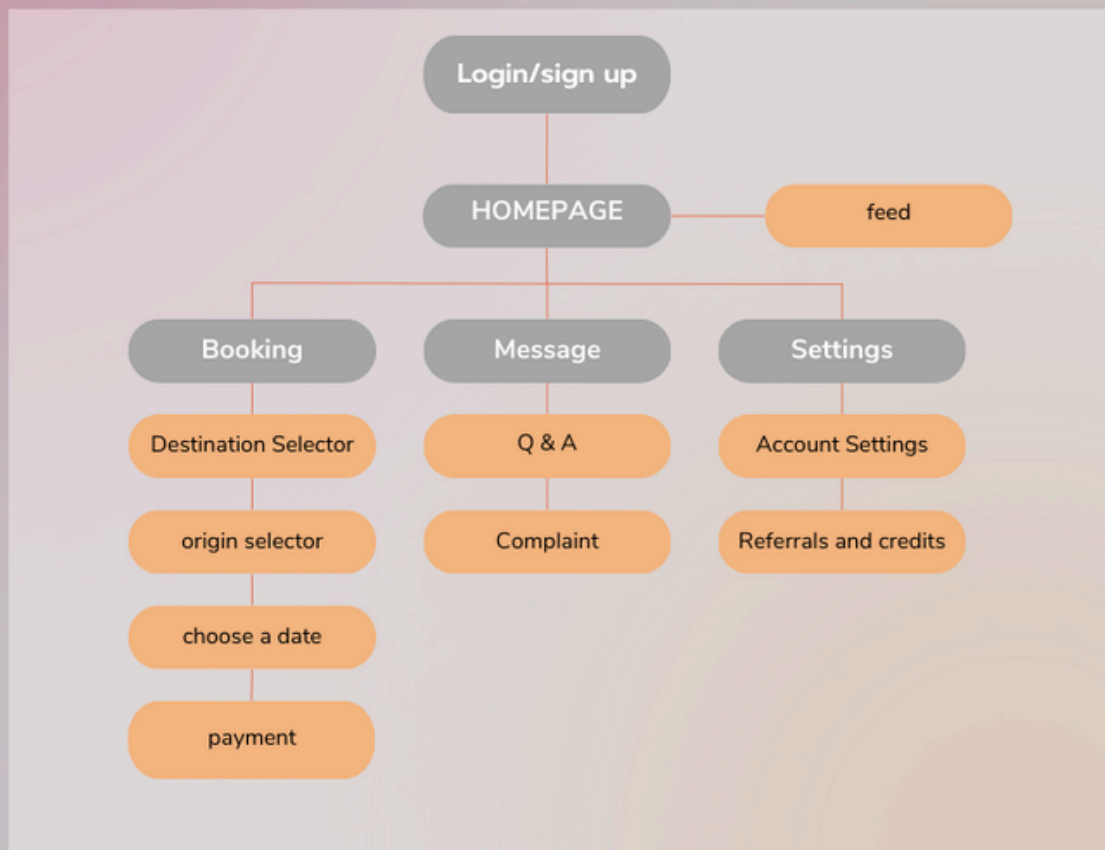 Login/sign up
HOMEPAGE
feed
Booking
Message
Settings
Destination Selector
Q & A
Account Settings
origin selector
Complaint
Referrals and credits
choose a date
payment